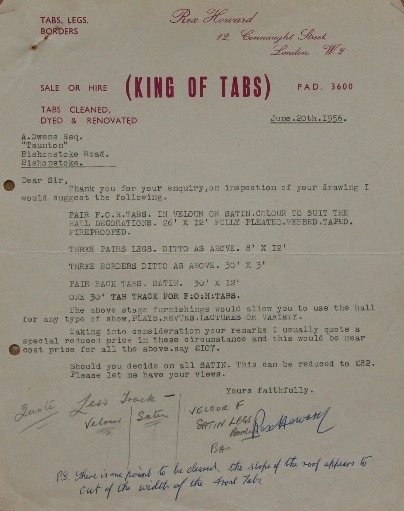 TABS, LEGS,
BORDERS
Rex Howard
12, Connaught Street
London. W2
SALE OR HIRE
(KING OF TABS)
PAD. 3600
TABS CLEANED,
DYED & RENOVATED
June.20th.1956.
A.Owens Esq.
"Taunton"
Bishopstoke Road.
Bishopstoke.
Dear Sir,
Thank you for your enquiry,on inspection of your drawing I
would suggest the following.
PAIR F.O.H.TABS. IN VELOUR OR SATIN.COLOUR TO SUIT THE
HALL DECORATIONS. 26' X 12' FULLY PLEATED.WEBBED.TAPED.
FIREPROOFED.
THREE PAIRS LEGS. DITTO AS ABOVE. 8' X 12'
THREE BORDERS DITTO AS ABOVE. 30' X 3'
PAIR BACK TABS. SATIN. 30' X 12'
ONE 30' TAB TRACK FOR F:O:H:TABS.
The above stage furnishings would allow you to use the hall
for any type of show,PLAYS,REVUES.LECTURES OR VARIETY.
Taking into consideration your remarks I usually quote a
special reduced price in these circumstance and this would be near
cost price for all the above.say £107.
Should you decide on all SATIN. This can be reduced to £82.
Please let me have your views.
Yours faithfully.
Quote Less Track -
Velour Satin
VELOUR F
SATIN LEGS
BAC
Rex Howard
P.S. There is one point to be cleared, the slope of the roof appears to
cut of the width of the Front Tabs.